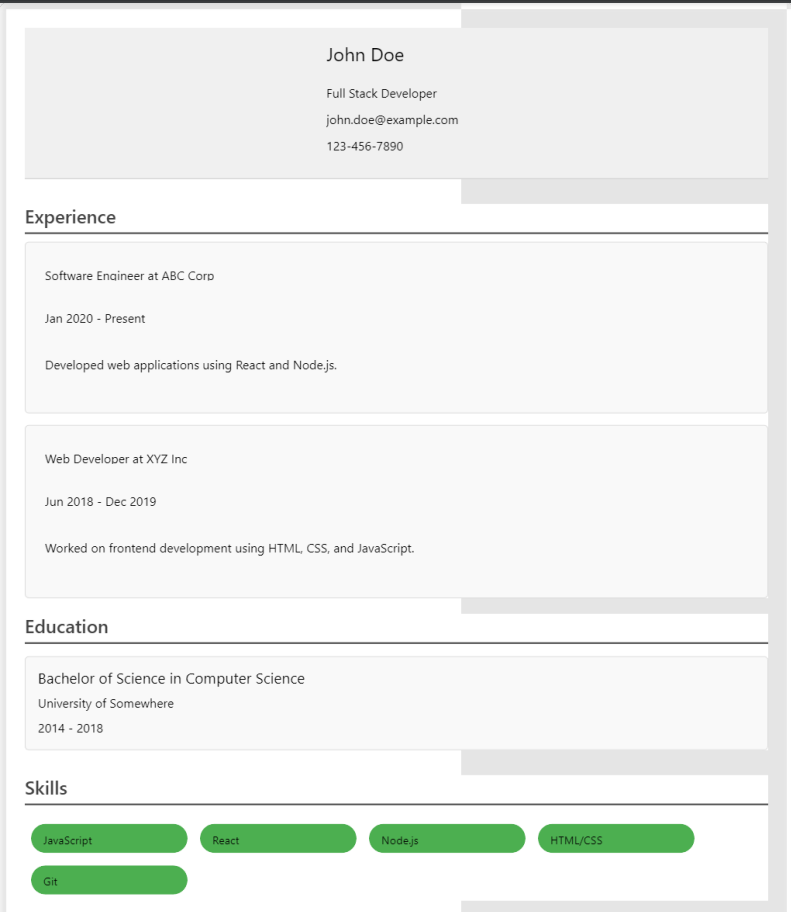 John Doe
Full Stack Developer
john.doe@example.com
123-456-7890
Experience
Software Engineer at ABC Corp
Jan 2020 - Present
Developed web applications using React and Node.js.
Web Developer at XYZ Inc
Jun 2018 - Dec 2019
Worked on frontend development using HTML, CSS, and JavaScript.
Education
Bachelor of Science in Computer Science
University of Somewhere
2014 - 2018
Skills
JavaScript React Node.js HTML/CSS
Git